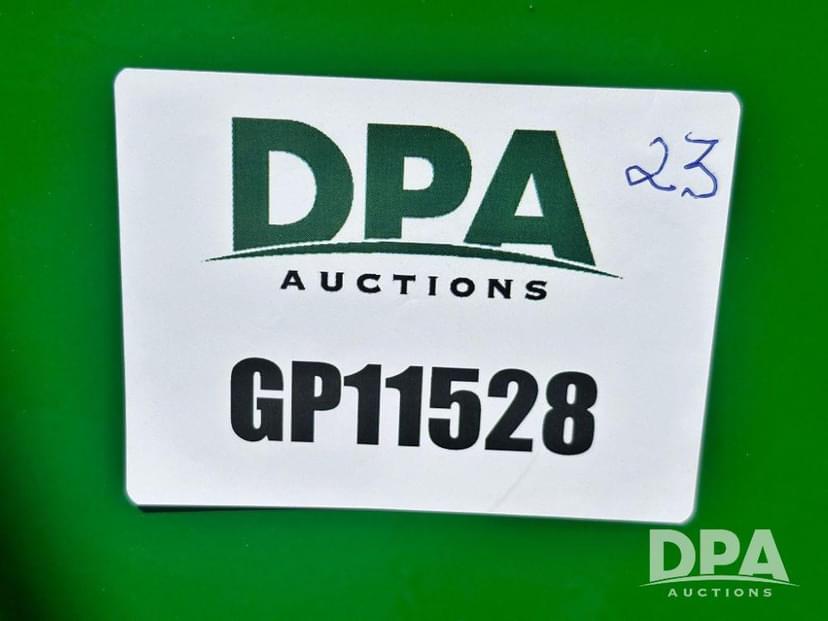 DPA
23
AUCTIONS
GP11528
DPA
AUCTIONS